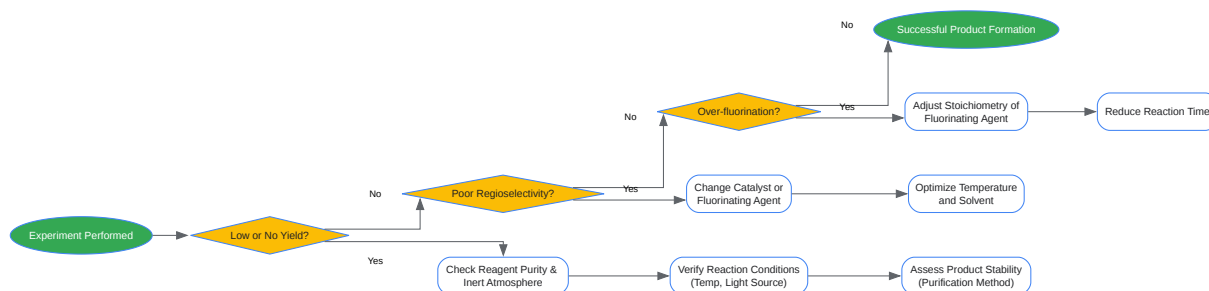 No
Successful Product Formation
Over-fluorination?
Yes
Adjust Stoichiometry of
Fluorinating Agent
Reduce Reaction Time
No
Poor Regioselectivity?
Yes
Change Catalyst or
Fluorinating Agent
Optimize Temperature
and Solvent
No
Experiment Performed
Low or No Yield?
Yes
Check Reagent Purity &
Inert Atmosphere
Verify Reaction Conditions
(Temp, Light Source)
Assess Product Stability
(Purification Method)